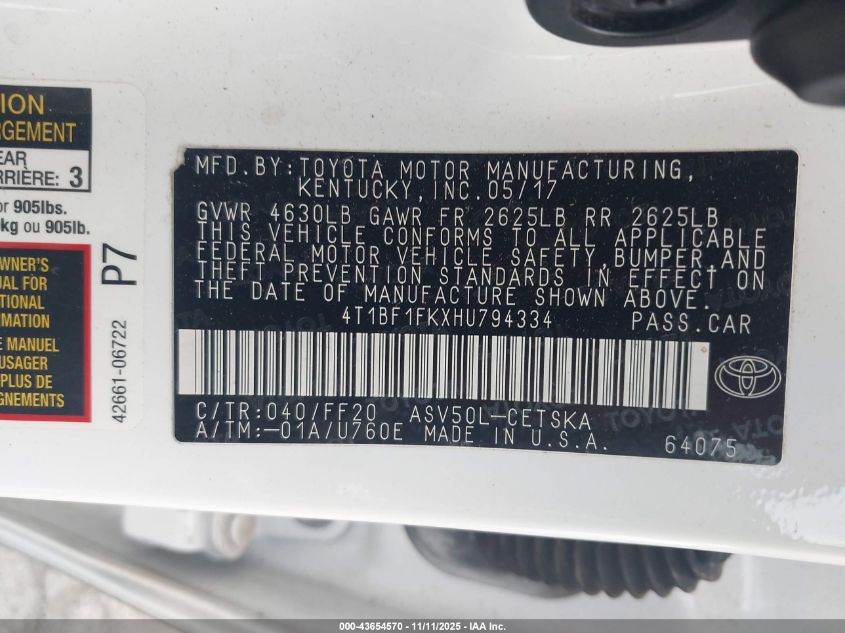 ION
RGEMENT
EAR
RRIÈRE: 3
or 905lbs.
kg ou 905lb.
WNER'S
UAL FOR
TIONAL
RMATION
E MANUEL
USAGER
PLUS DE
IGNEMENTS
P7
42661-06722
MFD.BY:TOYOTA MOTOR MANUFACTURING,
KENTUCKY, INC. 05/17
GVWR 4630LB GAWR FR 2625LB RR 2625LB
THIS VEHICLE CONFORMS TO ALL APPLICABLE
FEDERAL MOTOR VEHICLE SAFETY, BUMPER, AND
THEFT PREVENTION STANDARDS IN EFFECT ON
THE DATE OF MANUFACTURE SHOWN ABOVE.
4T1BF1FKXHU794334 PASS.CAR
C/TR:040/FF20 ASV50L-CETSKA
A/TM:-01A/U760E MADE IN U.S.A. 64075
000-43654570 - 11/11/2025 - IAA Inc.